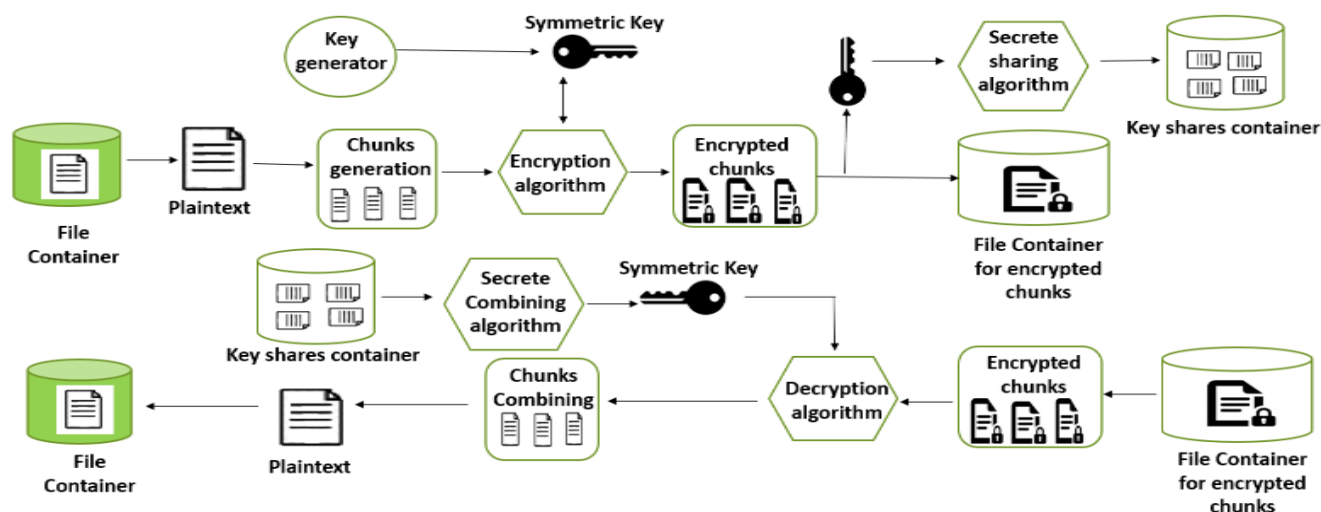 Symmetric Key
Key
generator
Secrete
sharing
algorithm
Key shares container
Chunks
generation
Encryption
algorithm
Encrypted
chunks
Plaintext
File
Container
File Container
for encrypted
chunks
Key shares container
Secrete
Combining
algorithm
Symmetric Key
Decryption
algorithm
Encrypted
chunks
Chunks
Combining
Plaintext
File
Container
File Container
for encrypted
chunks